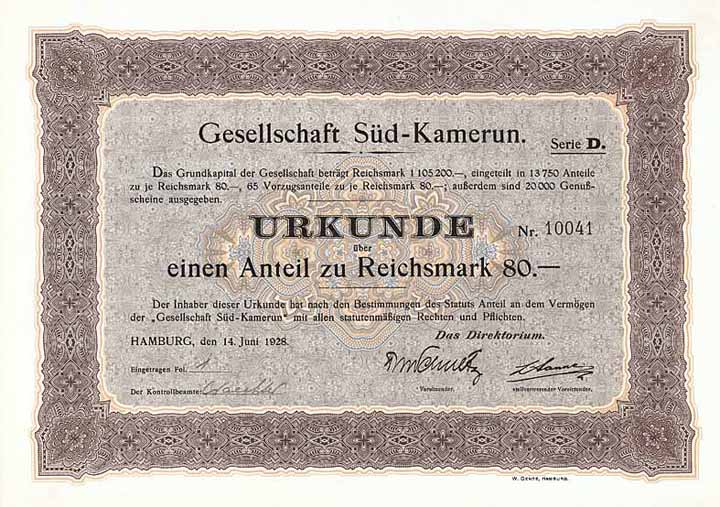 Gesellschaft Süd-Kamerun.
Serie D.
Das Grundkapital der Gesellschaft beträgt Reichsmark 1 105 200.—, eingeteilt in 13 750 Anteile
zu je Reichsmark 80.—, 65 Vorzugsanteile zu je Reichsmark 80.—; außerdem sind 20 000 Genuß-
scheine ausgegeben.
URKUNDE
Nr. 10041
über
einen Anteil zu Reichsmark 80.—
Der Inhaber dieser Urkunde hat nach den Bestimmungen des Statuts Anteil an dem Vermögen
der „Gesellschaft Süd-Kamerun“ mit allen statutenmäßigen Rechten und Pflichten.
HAMBURG, den 14. Juni 1928.
Das Direktorium.
Eingetragen Fol. 1
Der Kontrollbeamte:
Vorsitzender.
stellvertretender Vorsitzender.
W. GENTE, HAMBURG.